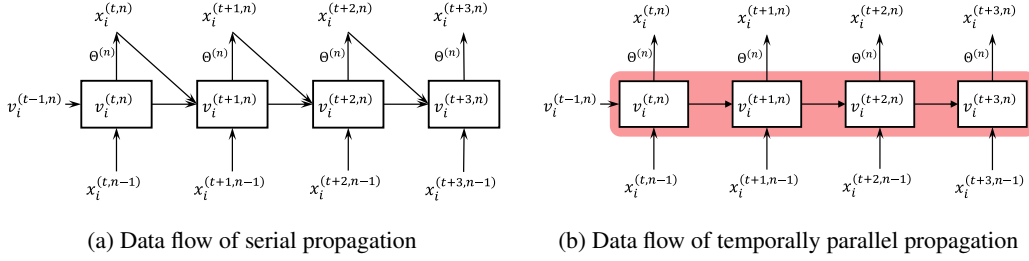 x_i^{(t,n)} x_i^{(t+1,n)} x_i^{(t+2,n)} x_i^{(t+3,n)}
Θ^{(n)} Θ^{(n)} Θ^{(n)} Θ^{(n)}
v_i^{(t-1,n)} v_i^{(t,n)} v_i^{(t+1,n)} v_i^{(t+2,n)} v_i^{(t+3,n)}
x_i^{(t,n-1)} x_i^{(t+1,n-1)} x_i^{(t+2,n-1)} x_i^{(t+3,n-1)}
(a) Data flow of serial propagation
x_i^{(t,n)} x_i^{(t+1,n)} x_i^{(t+2,n)} x_i^{(t+3,n)}
Θ^{(n)} Θ^{(n)} Θ^{(n)} Θ^{(n)}
v_i^{(t-1,n)} v_i^{(t,n)} v_i^{(t+1,n)} v_i^{(t+2,n)} v_i^{(t+3,n)}
x_i^{(t,n-1)} x_i^{(t+1,n-1)} x_i^{(t+2,n-1)} x_i^{(t+3,n-1)}
(b) Data flow of temporally parallel propagation